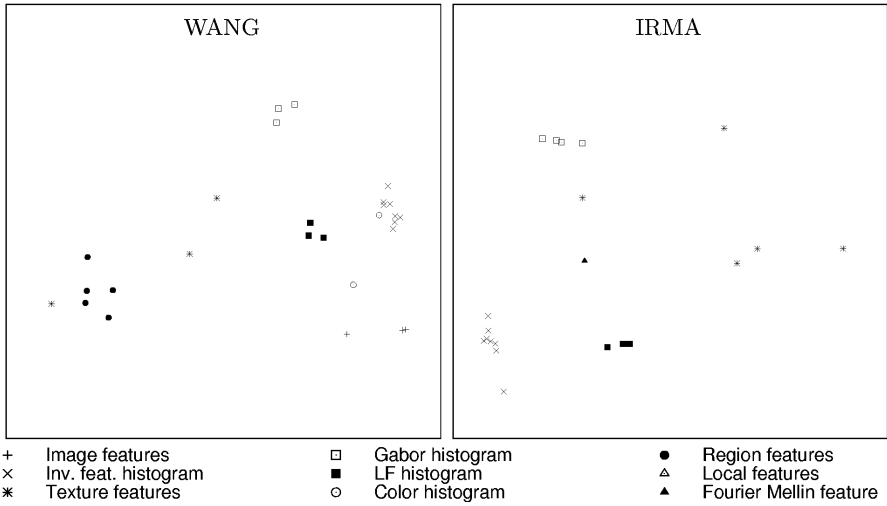 WANG
IRMA
Image features
Inv. feat. histogram
Texture features
Gabor histogram
LF histogram
Color histogram
Region features
Local features
Fourier Mellin feature